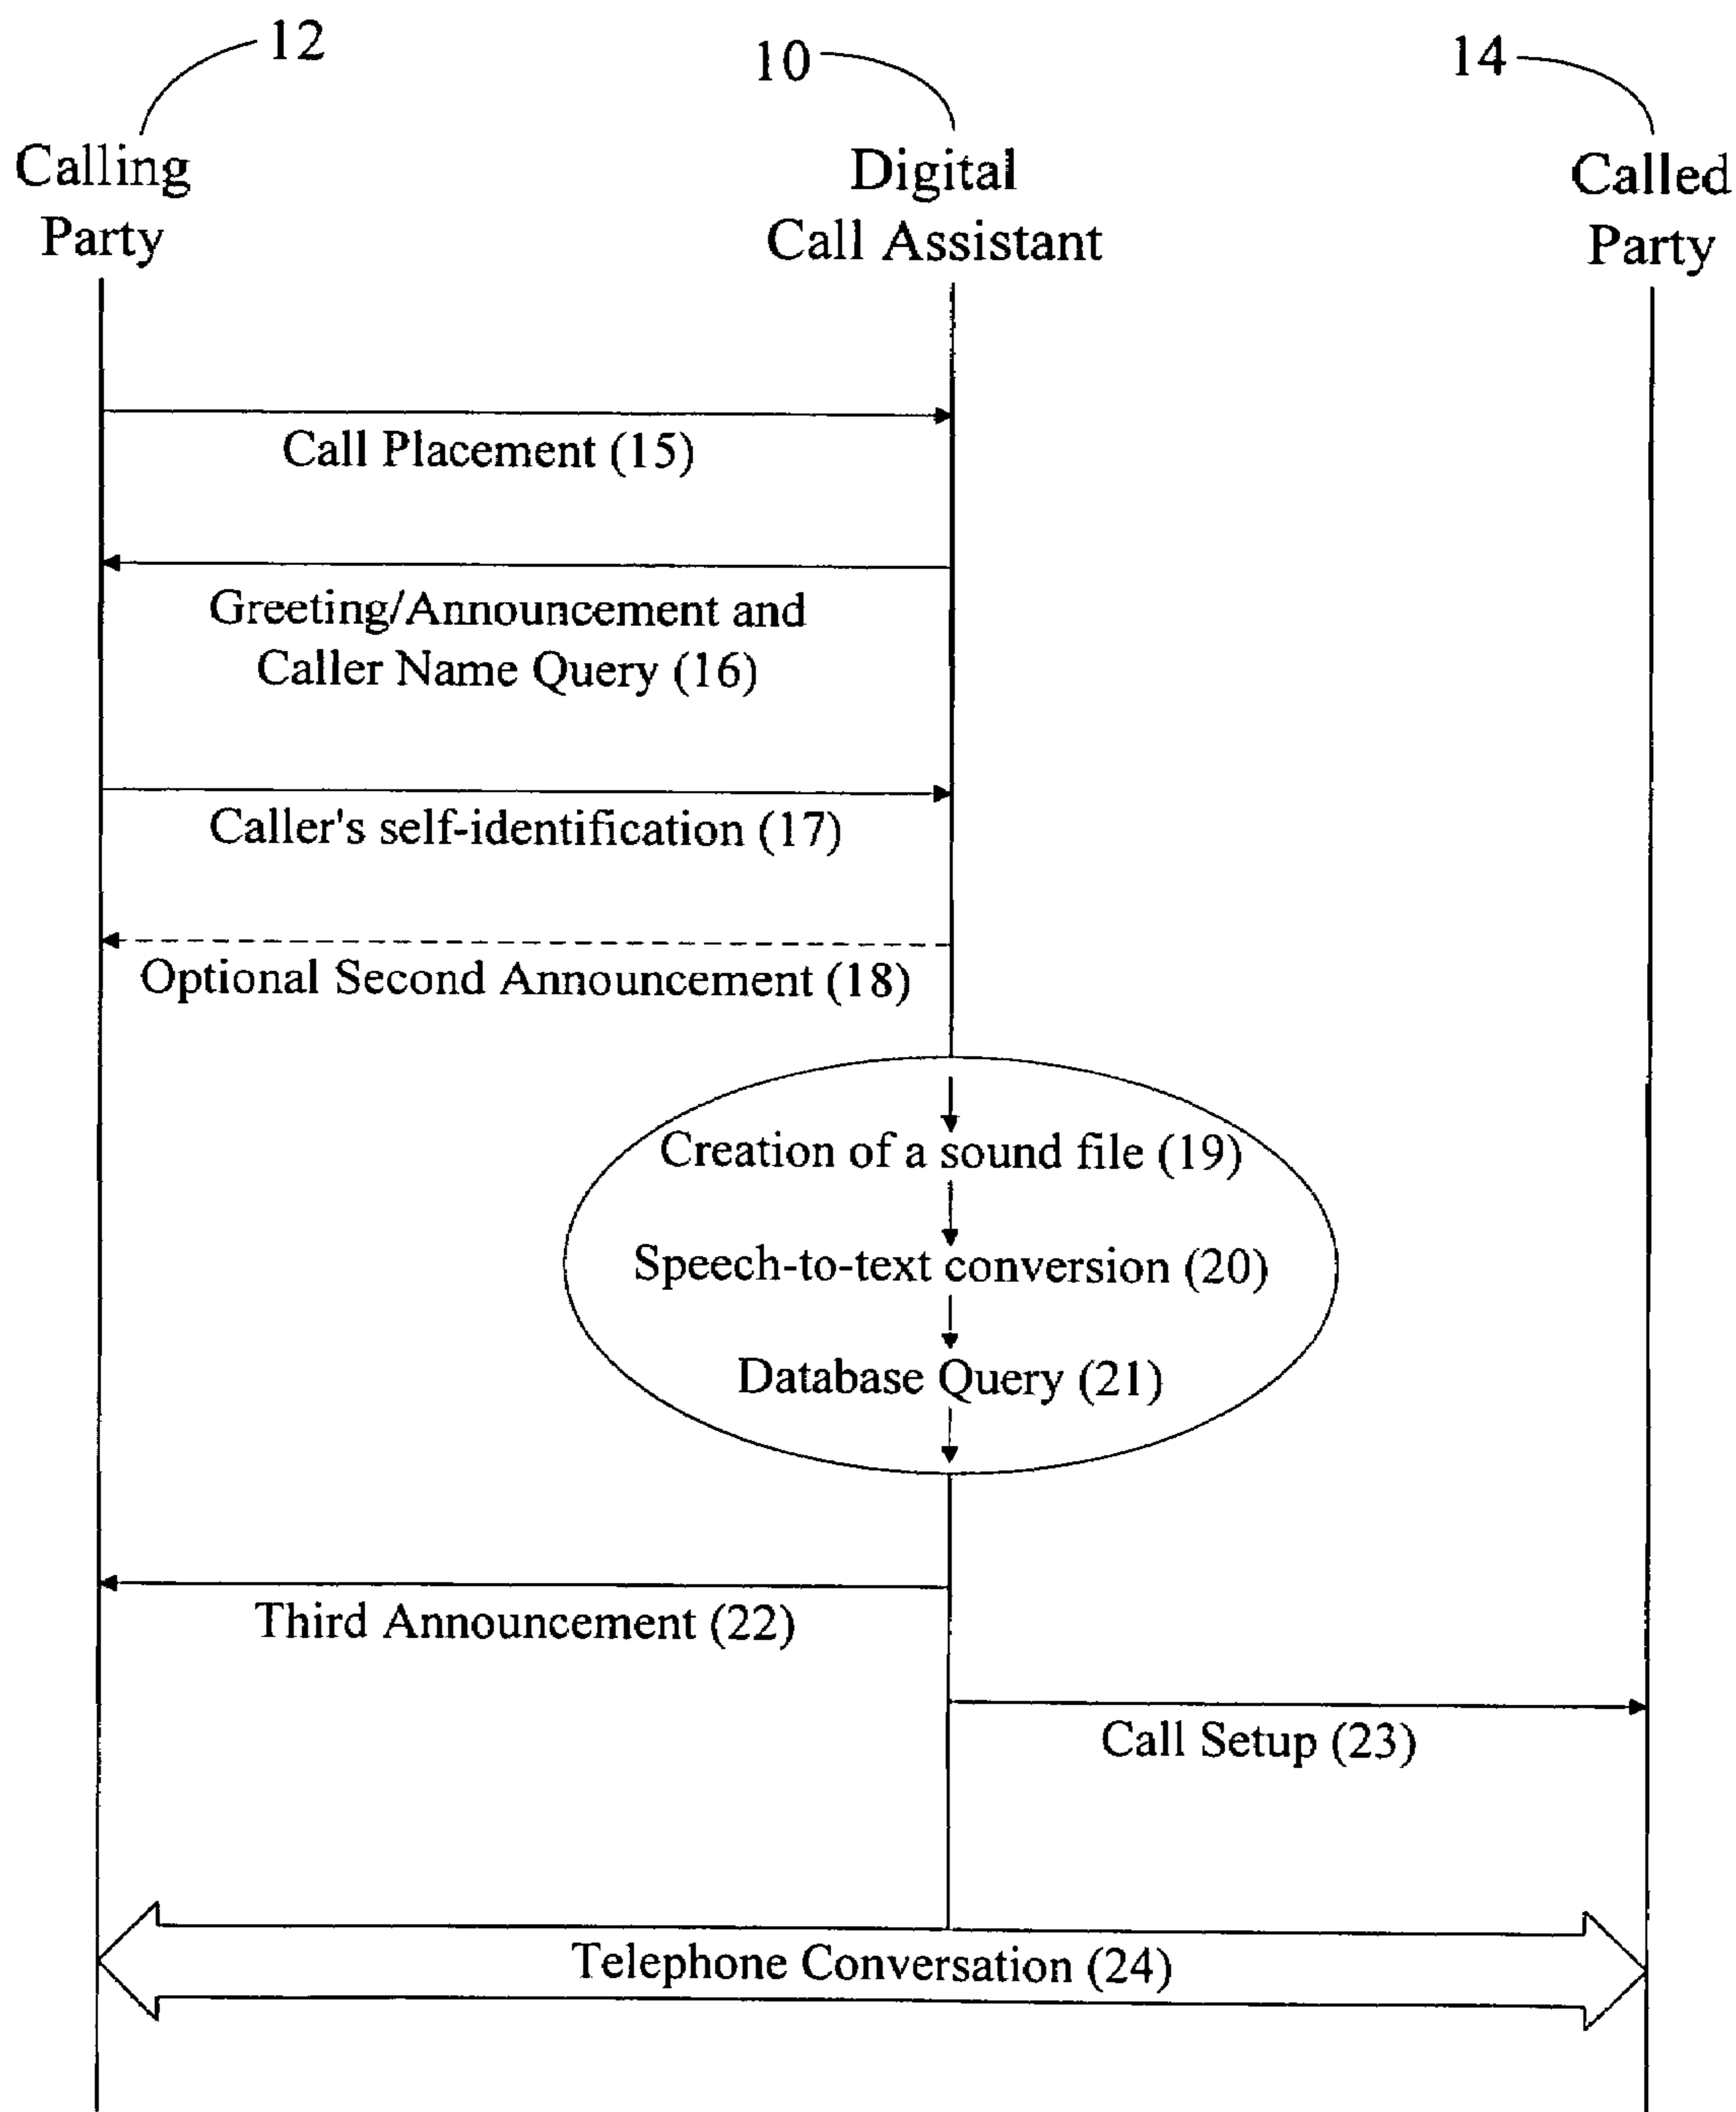 12
10
14
Calling
Party
Digital
Call Assistant
Called
Party
Call Placement (15)
Greeting/Announcement and
Caller Name Query (16)
Caller's self-identification (17)
Optional Second Announcement (18)
Creation of a sound file (19)
Speech-to-text conversion (20)
Database Query (21)
Third Announcement (22)
Call Setup (23)
Telephone Conversation (24)